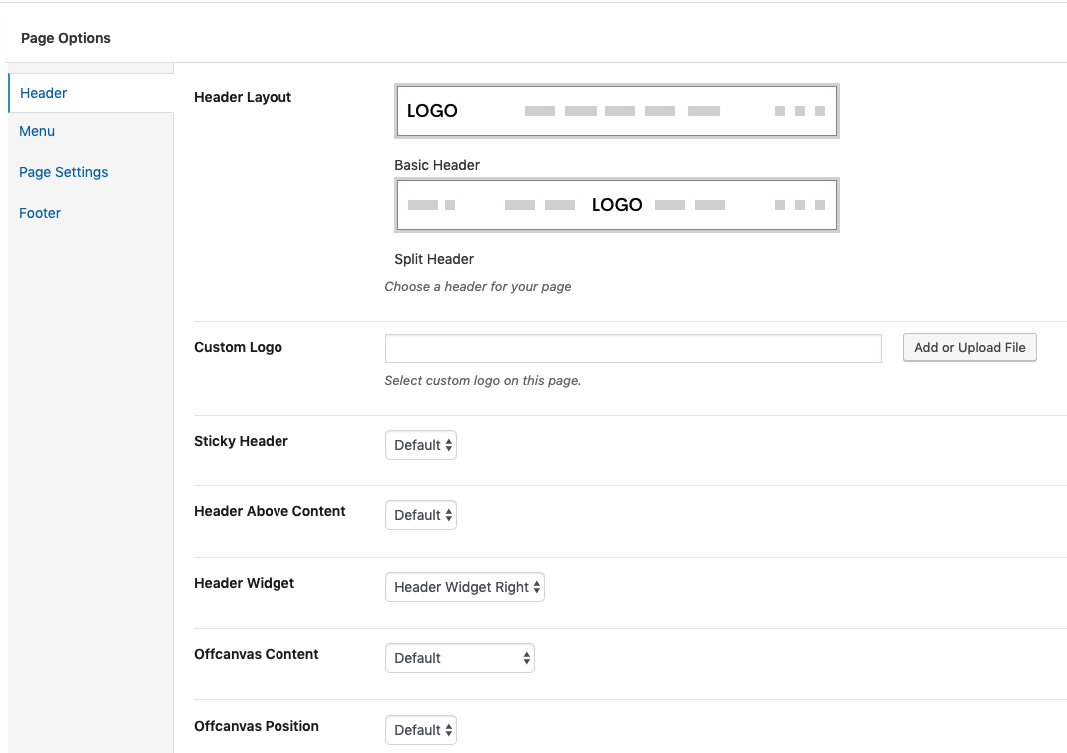 Page Options
Header
Menu
Page Settings
Footer
Header Layout
LOGO
Basic Header
LOGO
Split Header
Choose a header for your page
Custom Logo
Add or Upload File
Select custom logo on this page.
Sticky Header
Default
Header Above Content
Default
Header Widget
Header Widget Right
Offcanvas Content
Default
Offcanvas Position
Default